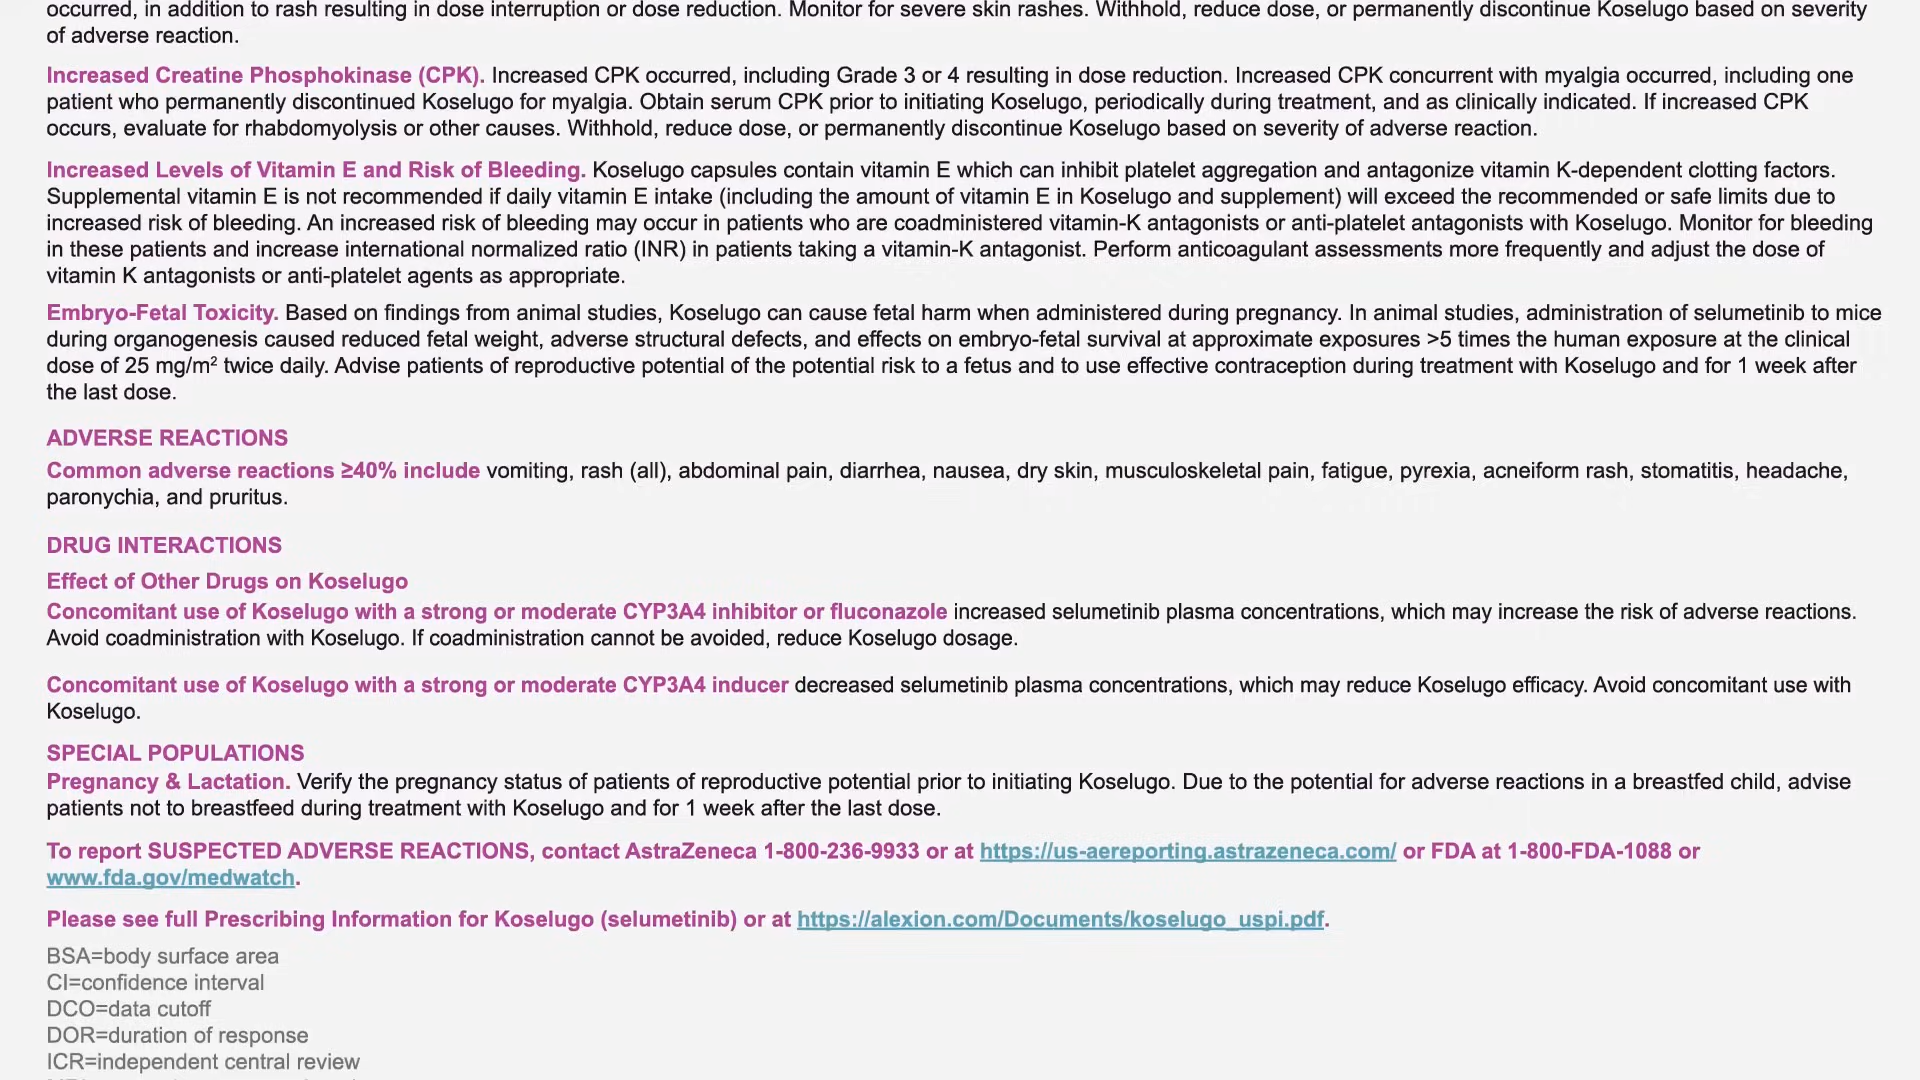 occurred, in addition to rash resulting in dose interruption or dose reduction. Monitor for severe skin rashes. Withhold, reduce dose, or permanently discontinue Koselugo based on severity
of adverse reaction.
Increased Creatine Phosphokinase (CPK). Increased CPK occurred, including Grade 3 or 4 resulting in dose reduction. Increased CPK concurrent with myalgia occurred, including one
patient who permanently discontinued Koselugo for myalgia. Obtain serum CPK prior to initiating Koselugo, periodically during treatment, and as clinically indicated. If increased CPK
occurs, evaluate for rhabdomyolysis or other causes. Withhold, reduce dose, or permanently discontinue Koselugo based on severity of adverse reaction.
Increased Levels of Vitamin E and Risk of Bleeding. Koselugo capsules contain vitamin E which can inhibit platelet aggregation and antagonize vitamin K-dependent clotting factors.
Supplemental vitamin E is not recommended if daily vitamin E intake (including the amount of vitamin E in Koselugo and supplement) will exceed the recommended or safe limits due to
increased risk of bleeding. An increased risk of bleeding may occur in patients who are coadministered vitamin-K antagonists or anti-platelet antagonists with Koselugo. Monitor for bleeding
in these patients and increase international normalized ratio (INR) in patients taking a vitamin-K antagonist. Perform anticoagulant assessments more frequently and adjust the dose of
vitamin K antagonists or anti-platelet agents as appropriate.
Embryo-Fetal Toxicity. Based on findings from animal studies, Koselugo can cause fetal harm when administered during pregnancy. In animal studies, administration of selumetinib to mice
during organogenesis caused reduced fetal weight, adverse structural defects, and effects on embryo-fetal survival at approximate exposures >5 times the human exposure at the clinical
dose of 25 mg/m² twice daily. Advise patients of reproductive potential of the potential risk to a fetus and to use effective contraception during treatment with Koselugo and for 1 week after
the last dose.
ADVERSE REACTIONS
Common adverse reactions ≥40% include vomiting, rash (all), abdominal pain, diarrhea, nausea, dry skin, musculoskeletal pain, fatigue, pyrexia, acneiform rash, stomatitis, headache,
paronychia, and pruritus.
DRUG INTERACTIONS
Effect of Other Drugs on Koselugo
Concomitant use of Koselugo with a strong or moderate CYP3A4 inhibitor or fluconazole increased selumetinib plasma concentrations, which may increase the risk of adverse reactions.
Avoid coadministration with Koselugo. If coadministration cannot be avoided, reduce Koselugo dosage.
Concomitant use of Koselugo with a strong or moderate CYP3A4 inducer decreased selumetinib plasma concentrations, which may reduce Koselugo efficacy. Avoid concomitant use with
Koselugo.
SPECIAL POPULATIONS
Pregnancy & Lactation. Verify the pregnancy status of patients of reproductive potential prior to initiating Koselugo. Due to the potential for adverse reactions in a breastfed child, advise
patients not to breastfeed during treatment with Koselugo and for 1 week after the last dose.
To report SUSPECTED ADVERSE REACTIONS, contact AstraZeneca 1-800-236-9933 or at https://us-aereporting.astrazeneca.com/ or FDA at 1-800-FDA-1088 or
www.fda.gov/medwatch.
Please see full Prescribing Information for Koselugo (selumetinib) or at https://alexion.com/Documents/koselugo_uspi.pdf.
BSA=body surface area
CI=confidence interval
DCO=data cutoff
DOR=duration of response
ICR=independent central review